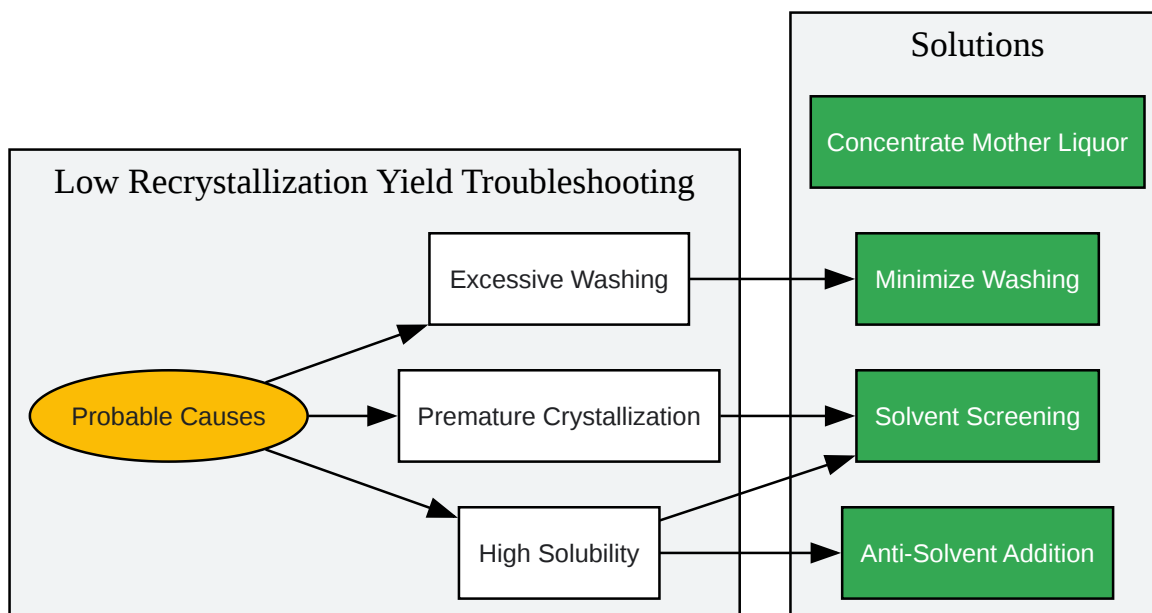 Solutions
Concentrate Mother Liquor
Low Recrystallization Yield Troubleshooting
Excessive Washing
Minimize Washing
Probable Causes
Premature Crystallization
Solvent Screening
High Solubility
Anti-Solvent Addition